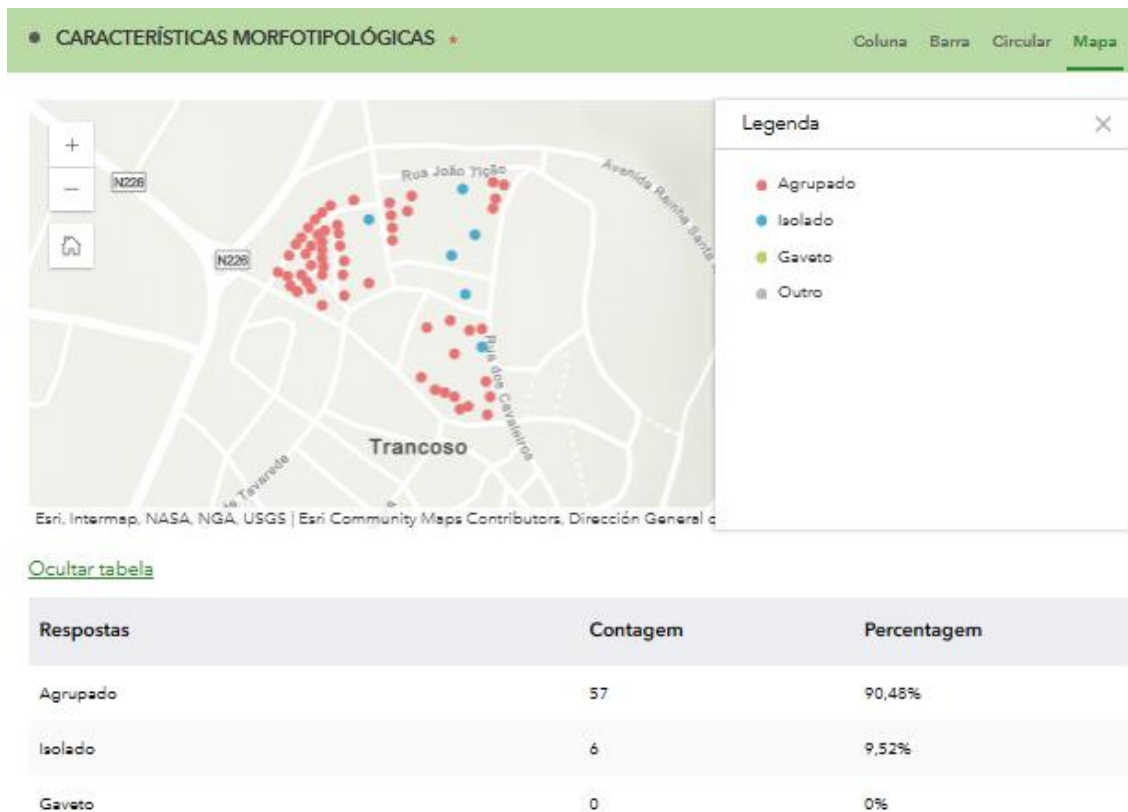 CARACTERÍSTICAS MORFOTIPOLÓGICAS *
Coluna Barra Circular Mapa
Legenda
Agrupado
Isolado
Gaveto
Outro
N226
N226
Rua João Tição
Avenida Rainha Santa
Rua dos Cavaleiros
Trancoso
Tavarede
Esri, Intermap, NASA, NGA, USGS | Esri Community Maps Contributors, Dirección General
Ocultar tabela
Respostas Contagem Percentagem
Agrupado 57 90,48%
Isolado 6 9,52%
Gaveto 0 0%